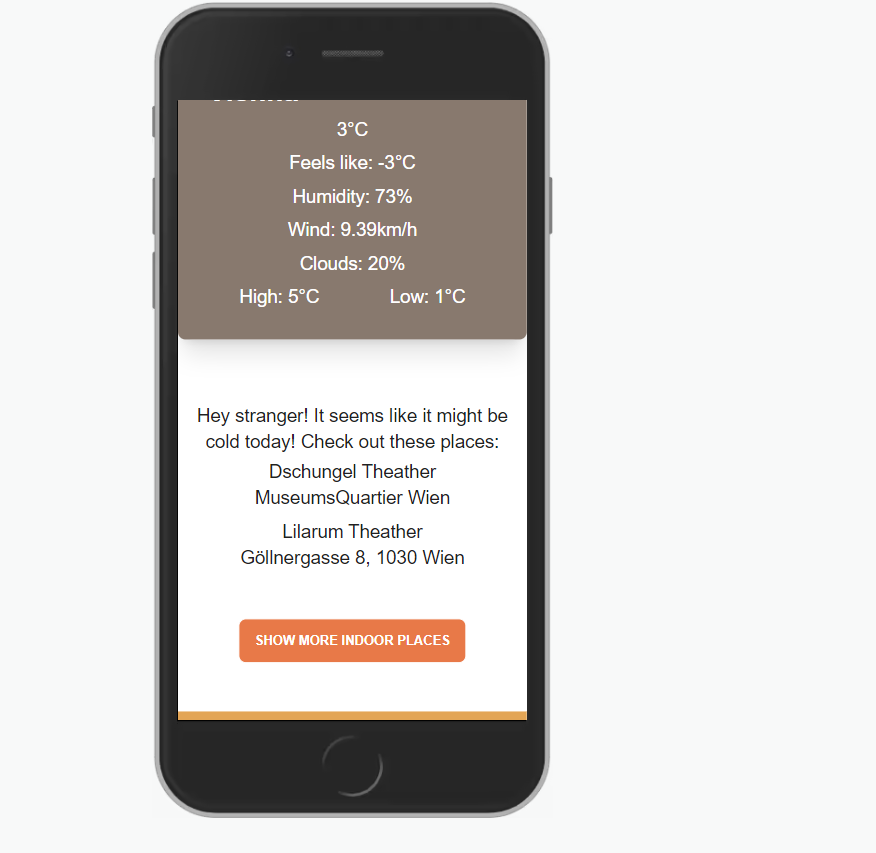 3°C
Feels like: -3°C
Humidity: 73%
Wind: 9.39km/h
Clouds: 20%
High: 5°C Low: 1°C
Hey stranger! It seems like it might be
cold today! Check out these places:
Dschungel Theather
MuseumsQuartier Wien
Lilarum Theather
Göllnergasse 8, 1030 Wien
SHOW MORE INDOOR PLACES